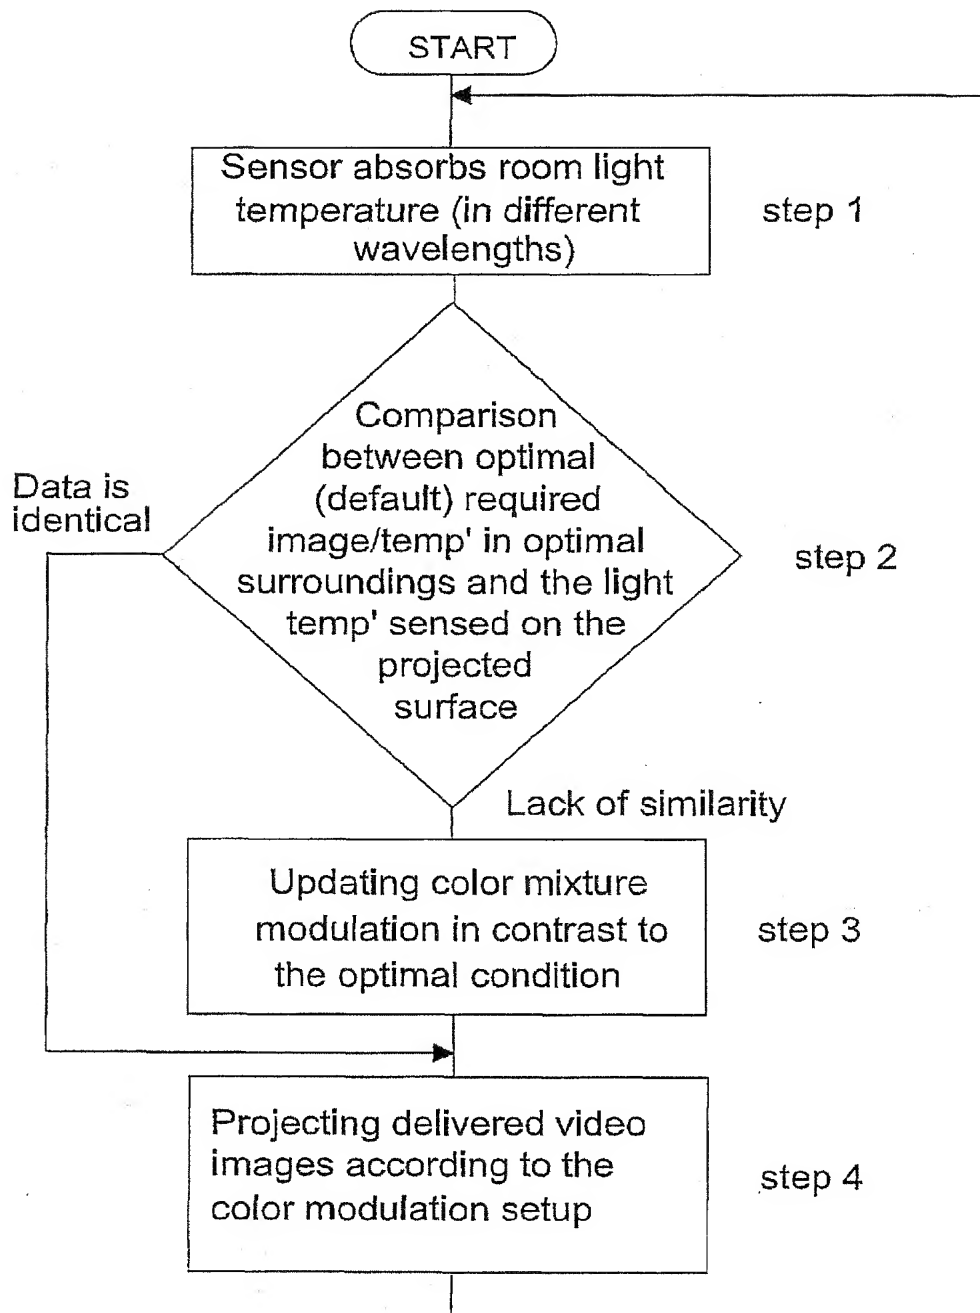 START
Sensor absorbs room light
temperature (in different
wavelengths)
step 1
Comparison
between optimal
(default) required
image/temp' in optimal
surroundings and the light
temp' sensed on the
projected
surface
Data is
identical
step 2
Lack of similarity
Updating color mixture
modulation in contrast to
the optimal condition
step 3
Projecting delivered video
images according to the
color modulation setup
step 4